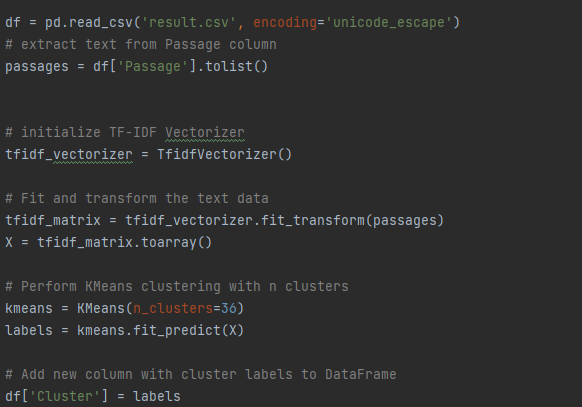 df = pd.read_csv('result.csv', encoding='unicode_escape')
# extract text from Passage column
passages = df['Passage'].tolist()
# initialize TF-IDF Vectorizer
tfidf_vectorizer = TfidfVectorizer()
# Fit and transform the text data
tfidf_matrix = tfidf_vectorizer.fit_transform(passages)
X = tfidf_matrix.toarray()
# Perform KMeans clustering with n clusters
kmeans = KMeans(n_clusters=36)
labels = kmeans.fit_predict(X)
# Add new column with cluster labels to DataFrame
df['Cluster'] = labels